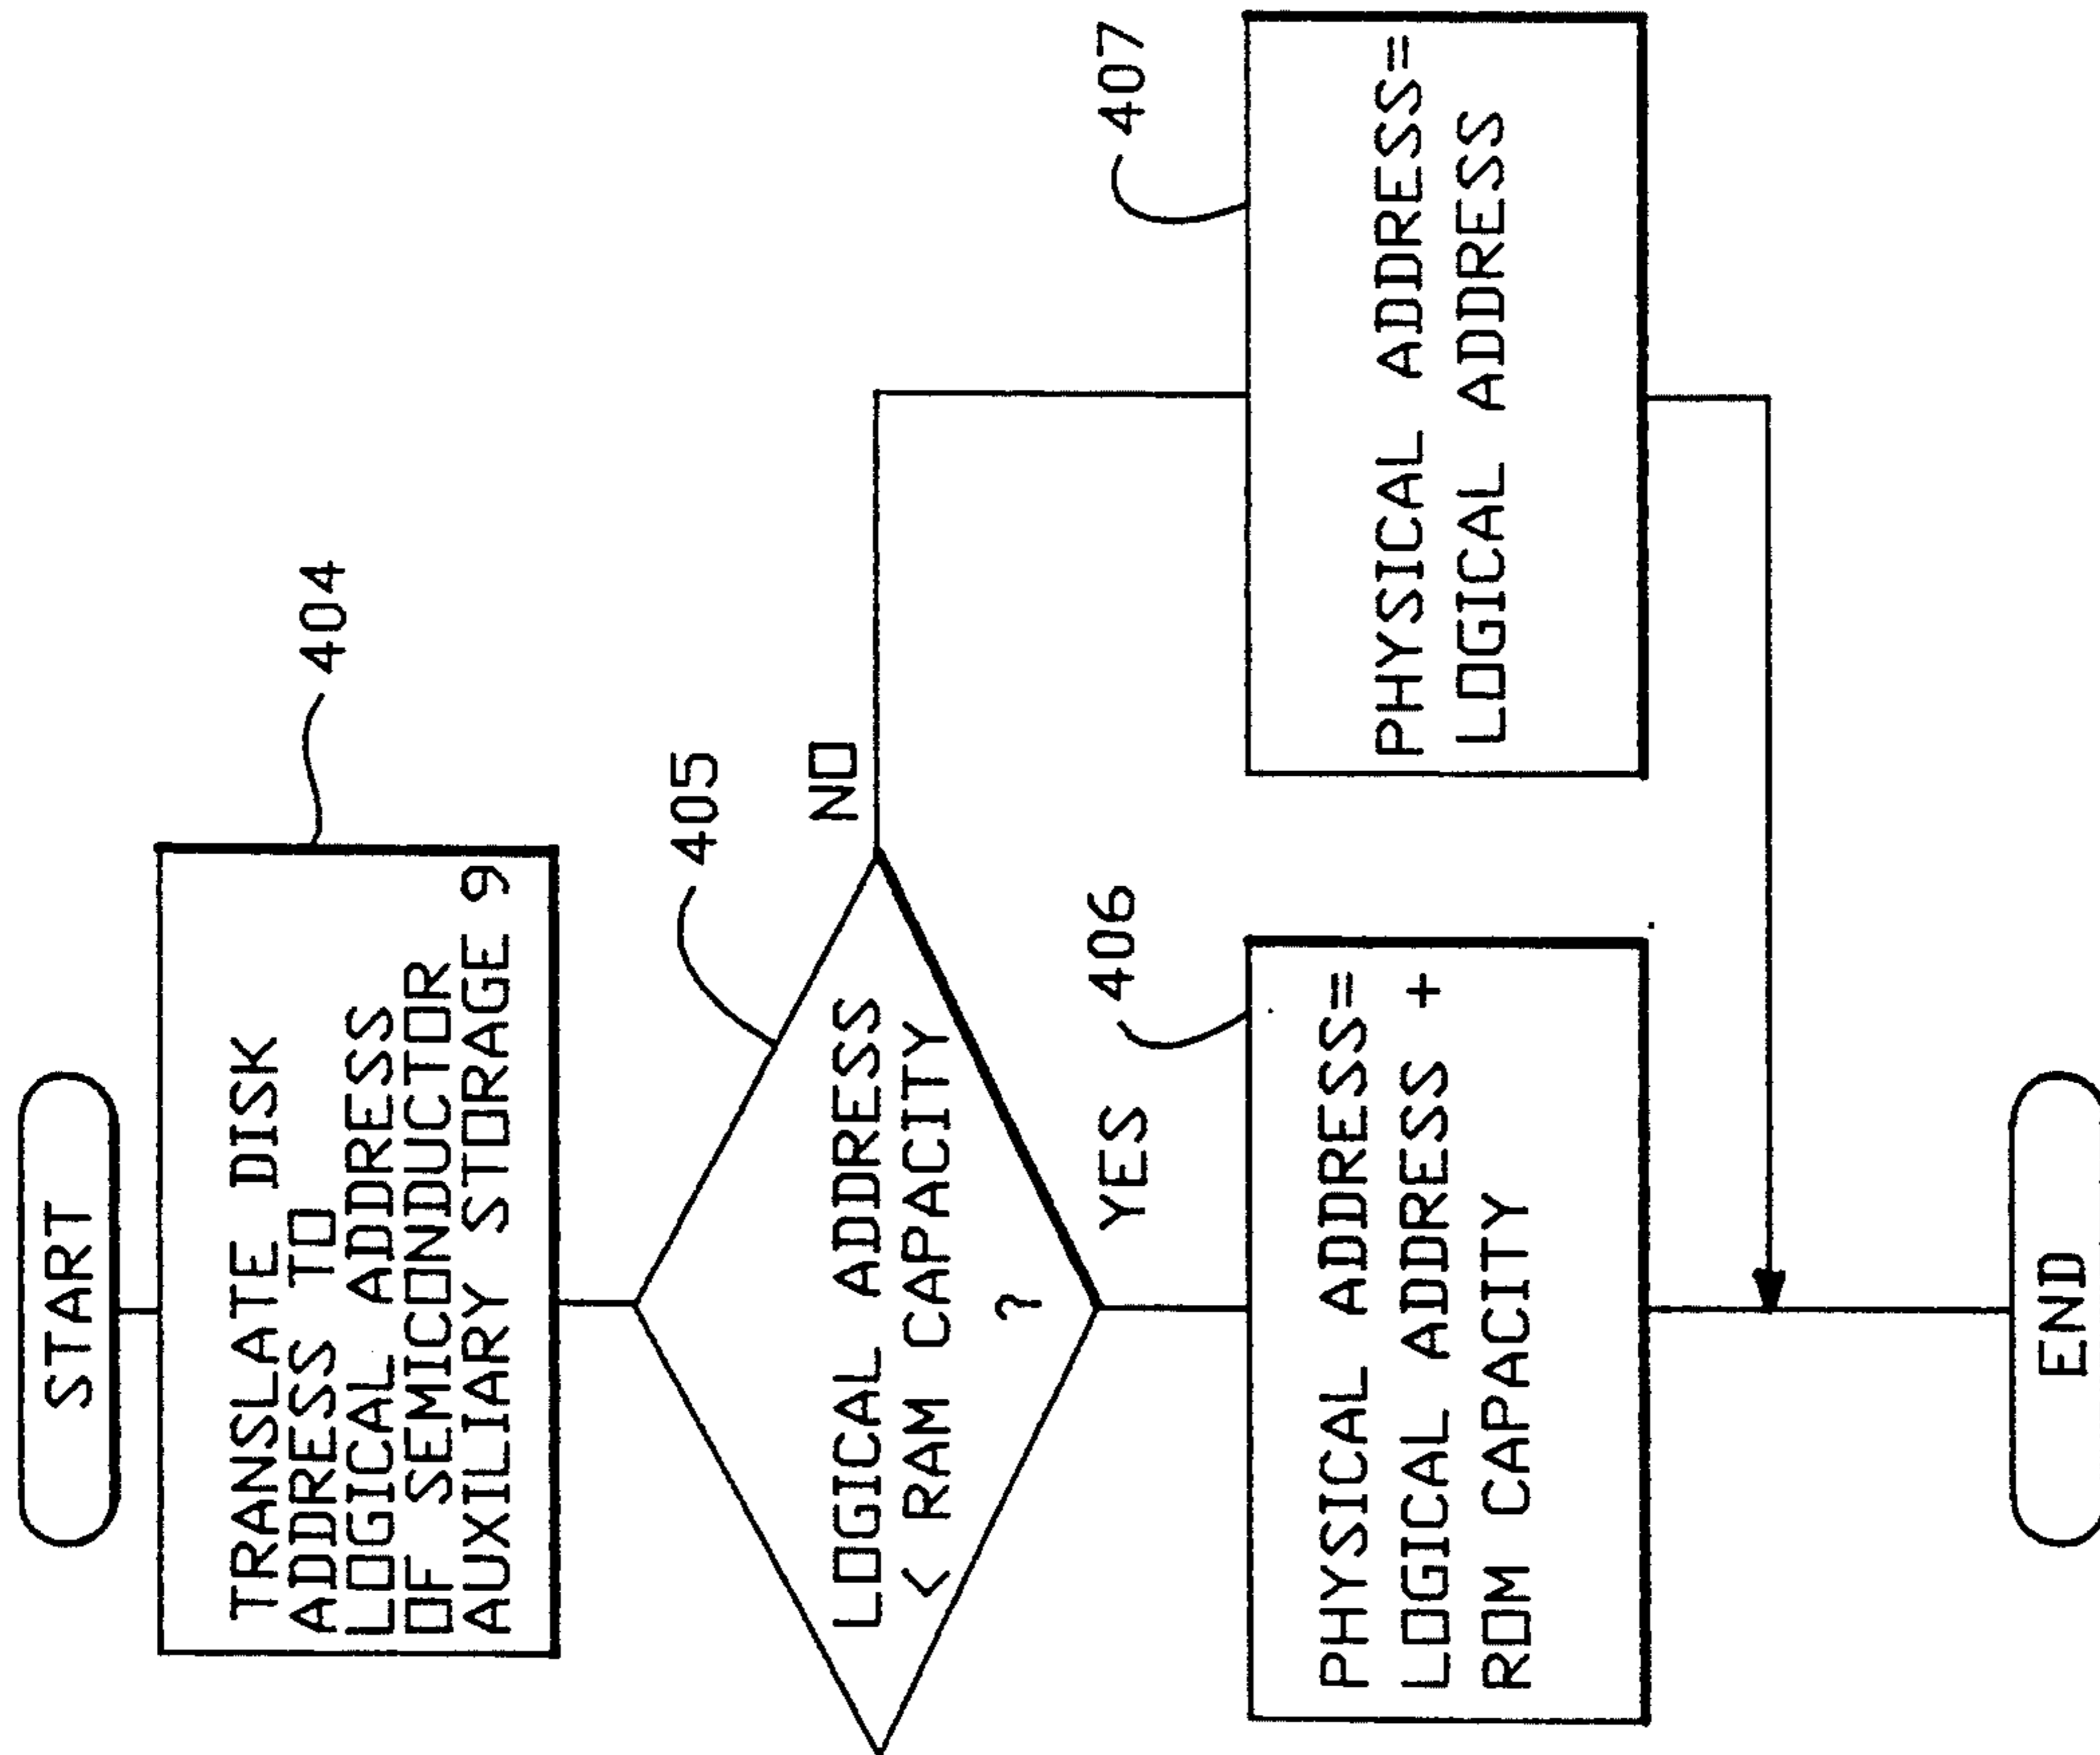 START
TRANSLATE DISK
ADDRESS TO
LOGICAL ADDRESS
OF SEMICONDUCTOR
AUXILIARY STORAGE 9
404
405
LOGICAL ADDRESS
< RAM CAPACITY
?
NO
YES
406
PHYSICAL ADDRESS=
LOGICAL ADDRESS +
ROM CAPACITY
407
PHYSICAL ADDRESS=
LOGICAL ADDRESS
END